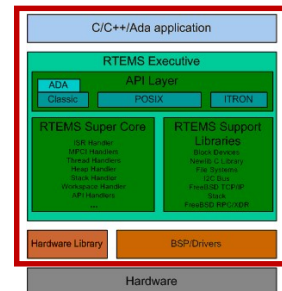 C/C++/Ada application
RTEMS Executive
API Layer
ADA
Classic
POSIX
ITRON
RTEMS Super Core
ISR Handler
MPCI Handlers
Thread Handlers
Heap Handler
Stack Handler
Workspace Handler
API Handlers
...
RTEMS Support
Libraries
Block Devices
Newlib C Library
File Systems
I2C Bus
FreeBSD TCP/IP
Stack
FreeBSD RPC/XDR
Hardware Library
BSP/Drivers
Hardware